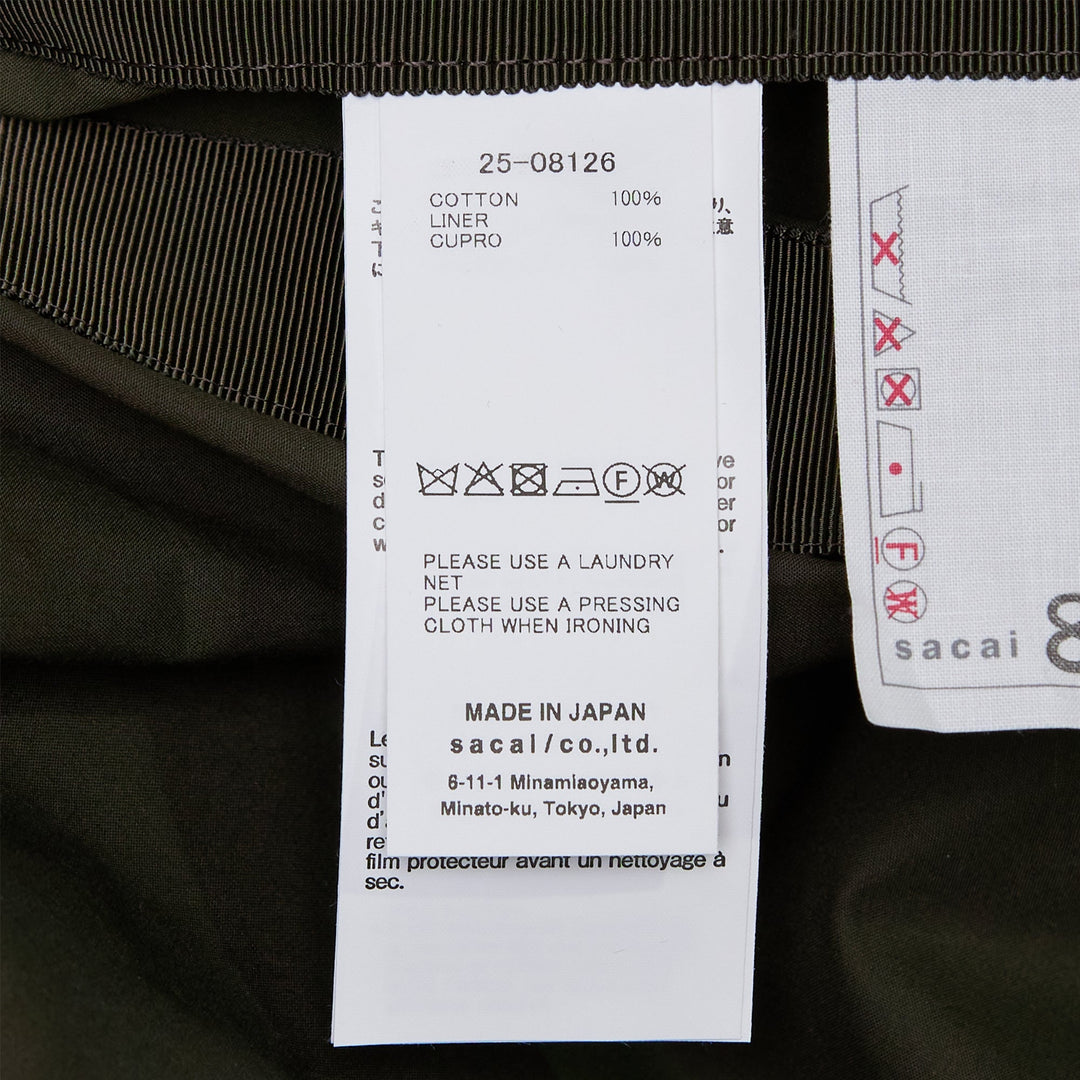 25-08126
COTTON 100%
LINER
CUPRO 100%
F
W
PLEASE USE A LAUNDRY
NET
PLEASE USE A PRESSING
CLOTH WHEN IRONING
MADE IN JAPAN
sacai/co.,ltd.
6-11-1 Minamiaoyama,
Minato-ku, Tokyo, Japan
film protecteur avant un nettoyage à
sec.
F
W
sacai
8